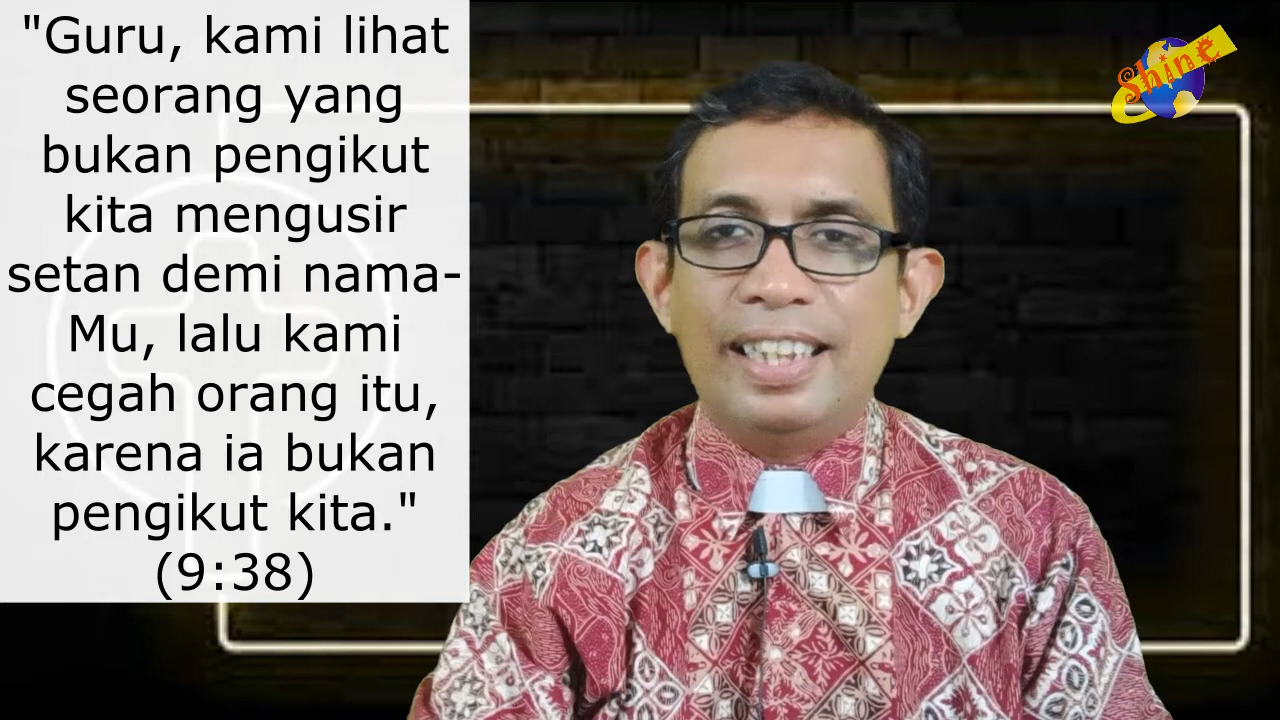 "Guru, kami lihat
seorang yang
bukan pengikut
kita mengusir
setan demi nama-
Mu, lalu kami
cegah orang itu,
karena ia bukan
pengikut kita."
(9:38)
Shine